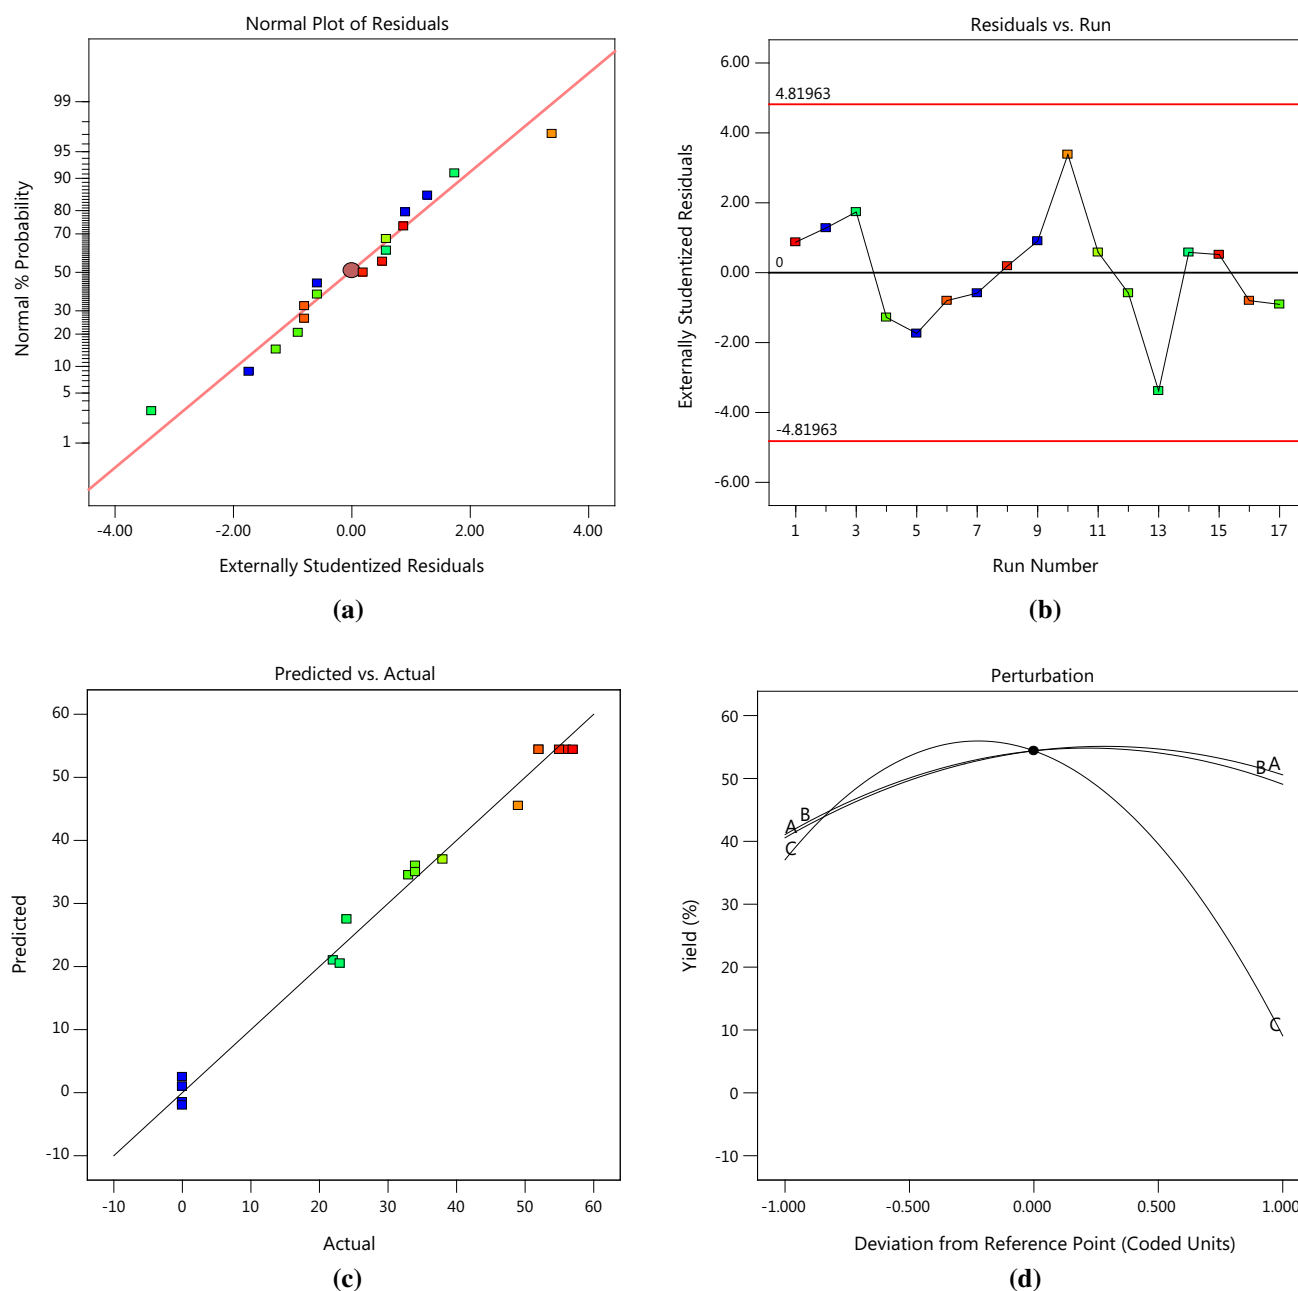 Normal Plot of Residuals
Normal % Probability
99
95
90
80
70
50
30
20
10
5
1
-4.00 -2.00 0.00 2.00 4.00
Externally Studentized Residuals
(a)
Residuals vs. Run
Externally Studentized Residuals
6.00
4.00
2.00
0.00
-2.00
-4.00
-6.00
4.81963
0
-4.81963
1 3 5 7 9 11 13 15 17
Run Number
(b)
Predicted vs. Actual
Predicted
60
50
40
30
20
10
0
-10
-10 0 10 20 30 40 50 60
Actual
(c)
Perturbation
Yield (%)
60
50
40
30
20
10
0
-10
A
B
C
B
A
C
-1.000 -0.500 0.000 0.500 1.000
Deviation from Reference Point (Coded Units)
(d)